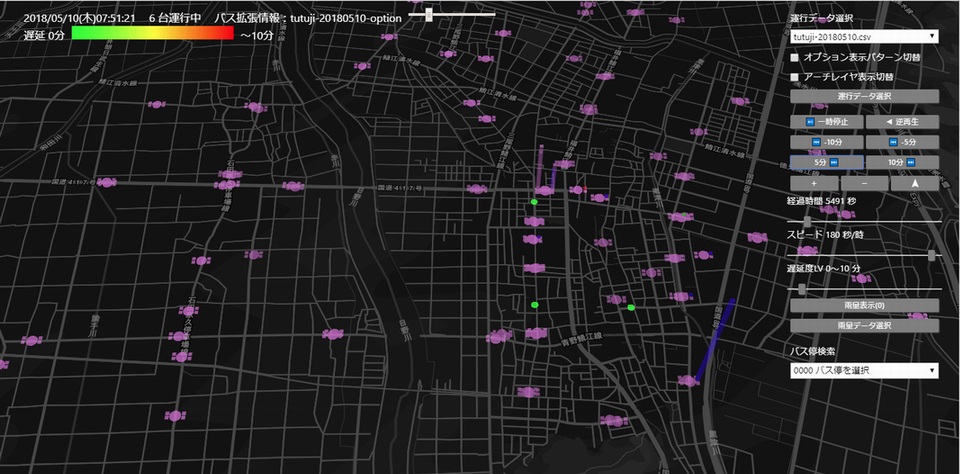 2018/05/10(木)07:51:21 6 台運行中 バス拡張情報：tutuji-20180510-option
遅延 0分 ～10分
運行データ選択
tutuji-20180510.csv
オプション表示パターン切替
アーチレイヤ表示切替
運行データ選択
一時停止 ◀ 逆再生
-10分 -5分
5分 10分
+ −
経過時間 5491 秒
スピード 180 秒/時
遅延度LV 0～10 分
雨量表示(0)
雨量データ選択
バス停検索
0000 バス停を選択
鯖江清水線
鯖江清水線
鯖江清水線
国道417号
国道417号
日野川
日野川
青野鯖江線